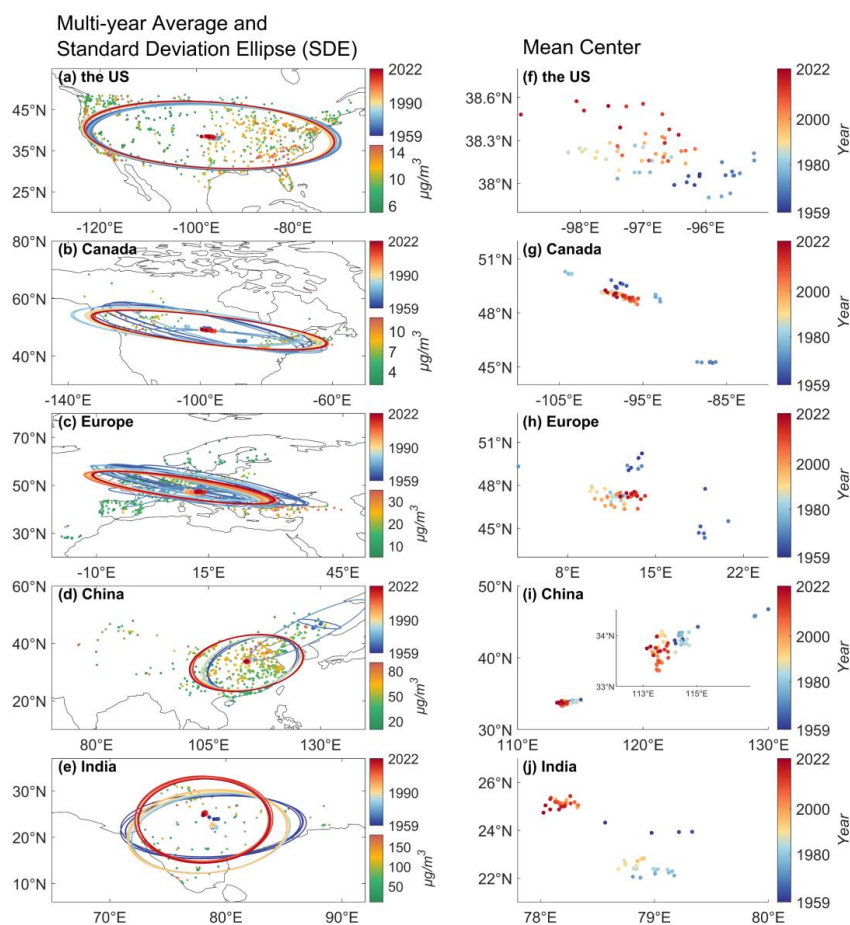 Multi-year Average and
Standard Deviation Ellipse (SDE)
Mean Center
(a) the US
45°N
35°N
25°N
-120°
-100°
-80°
2022
1990
1959
14
12
10
8
6
μg/m³
(f) the US
38.6°N
38.3°N
38°N
-98°E
-97°E
-96°E
2022
2000
1980
1959
Year
(b) Canada
80°N
60°N
40°N
-140°
-100°
-60°
2022
1990
1959
10
7
4
μg/m³
(g) Canada
51°N
48°N
45°N
-105°E
-95°E
-85°E
2022
2000
1980
1959
Year
(c) Europe
70°N
50°N
30°N
-10°E
15°E
45°E
2022
1990
1959
30
20
10
μg/m³
(h) Europe
51°N
48°N
45°N
8°E
15°E
22°E
2022
2000
1980
1959
Year
(d) China
60°N
40°N
20°N
80°E
105°E
130°E
2022
1990
1959
80
60
40
20
μg/m³
(i) China
50°N
40°N
30°N
110°E
120°E
130°E
34°N
33°N
113°E
115°E
2022
2000
1980
1959
Year
(e) India
30°N
20°N
10°N
70°E
80°E
90°E
2022
1990
1959
150
100
50
μg/m³
(j) India
26°N
24°N
22°N
78°E
79°E
80°E
2022
2000
1980
1959
Year